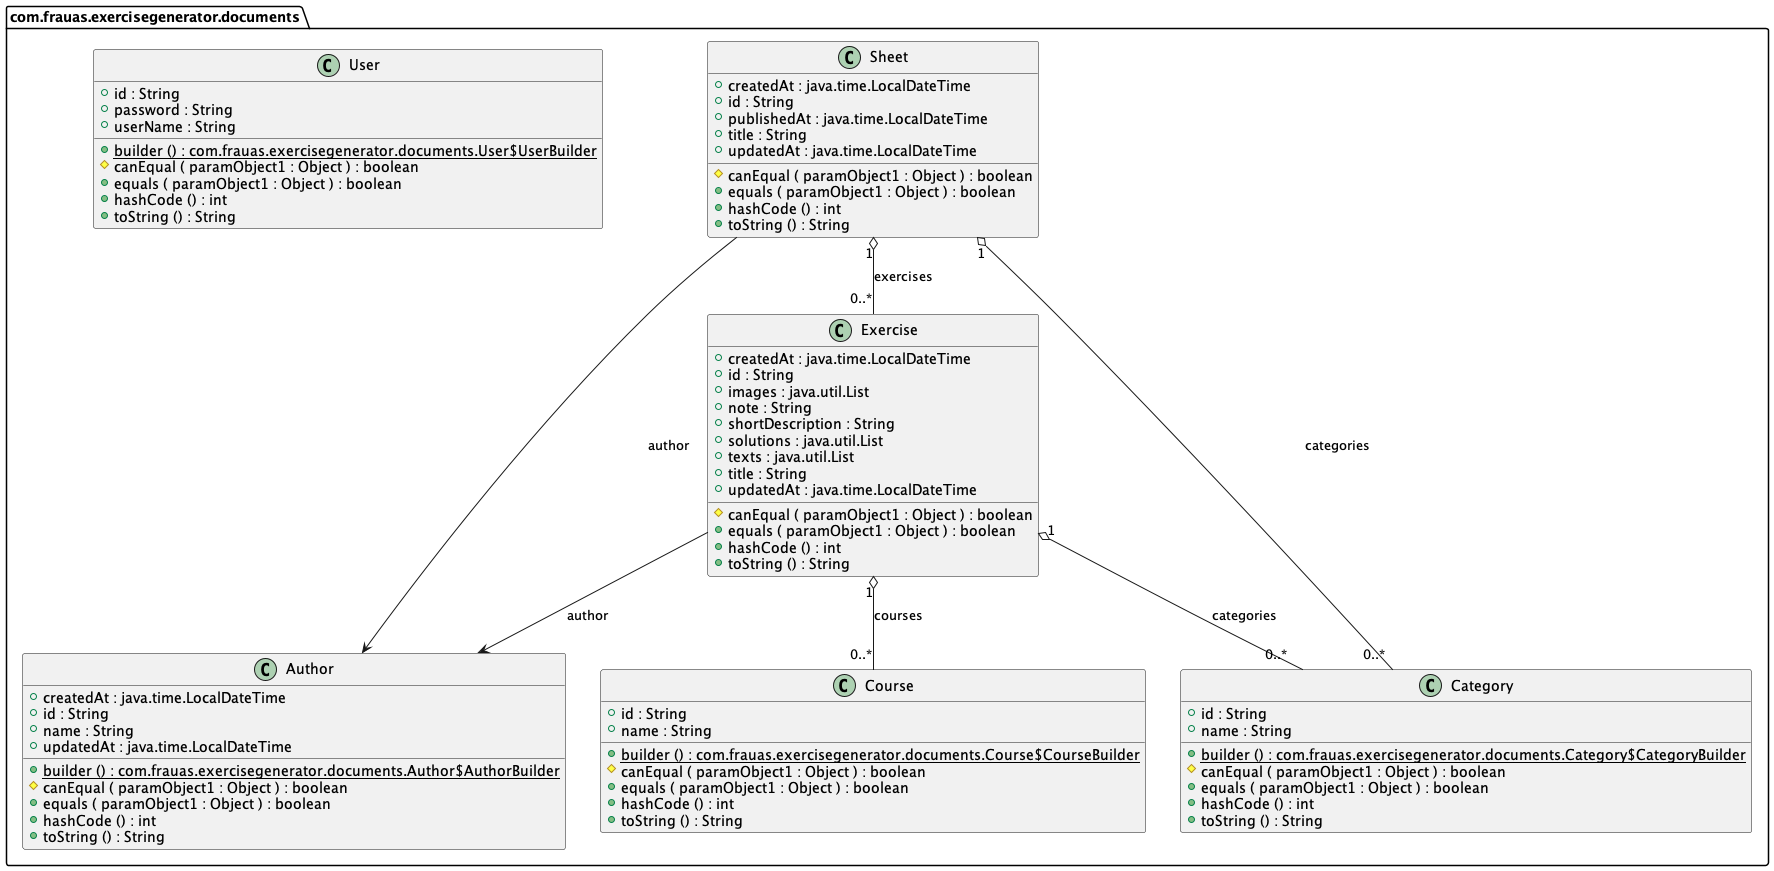 com.frauas.exercisegenerator.documents
C User
id : String
password : String
userName : String
builder () : com.frauas.exercisegenerator.documents.User$UserBuilder
canEqual ( paramObject1 : Object ) : boolean
equals ( paramObject1 : Object ) : boolean
hashCode () : int
toString () : String
C Sheet
createdAt : java.time.LocalDateTime
id : String
publishedAt : java.time.LocalDateTime
title : String
updatedAt : java.time.LocalDateTime
canEqual ( paramObject1 : Object ) : boolean
equals ( paramObject1 : Object ) : boolean
hashCode () : int
toString () : String
1
1
exercises
0..*
C Exercise
createdAt : java.time.LocalDateTime
id : String
images : java.util.List
note : String
shortDescription : String
solutions : java.util.List
texts : java.util.List
title : String
updatedAt : java.time.LocalDateTime
canEqual ( paramObject1 : Object ) : boolean
equals ( paramObject1 : Object ) : boolean
hashCode () : int
toString () : String
author
categories
1
1
author
courses
categories
0..*
0..*
0..*
C Author
createdAt : java.time.LocalDateTime
id : String
name : String
updatedAt : java.time.LocalDateTime
builder () : com.frauas.exercisegenerator.documents.Author$AuthorBuilder
canEqual ( paramObject1 : Object ) : boolean
equals ( paramObject1 : Object ) : boolean
hashCode () : int
toString () : String
C Course
id : String
name : String
builder () : com.frauas.exercisegenerator.documents.Course$CourseBuilder
canEqual ( paramObject1 : Object ) : boolean
equals ( paramObject1 : Object ) : boolean
hashCode () : int
toString () : String
C Category
id : String
name : String
builder () : com.frauas.exercisegenerator.documents.Category$CategoryBuilder
canEqual ( paramObject1 : Object ) : boolean
equals ( paramObject1 : Object ) : boolean
hashCode () : int
toString () : String